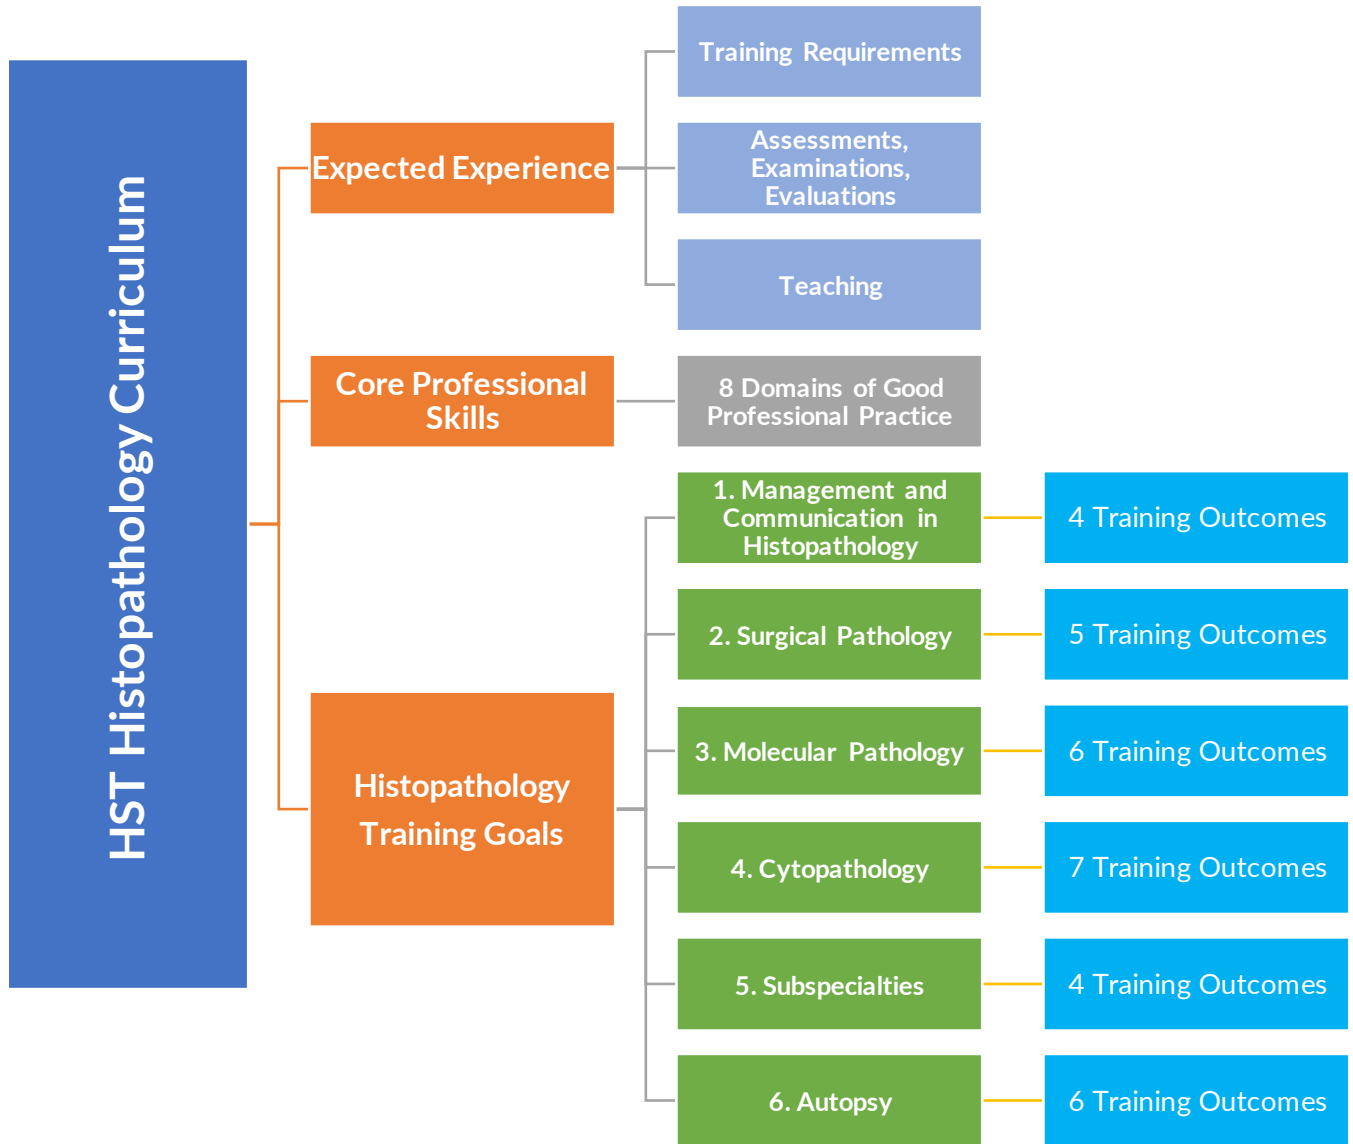 HST Histopathology Curriculum
Expected Experience
Training Requirements
Assessments,
Examinations,
Evaluations
Teaching
Core Professional
Skills
8 Domains of Good
Professional Practice
Histopathology
Training Goals
1. Management and
Communication in
Histopathology
4 Training Outcomes
2. Surgical Pathology
5 Training Outcomes
3. Molecular Pathology
6 Training Outcomes
4. Cytopathology
7 Training Outcomes
5. Subspecialties
4 Training Outcomes
6. Autopsy
6 Training Outcomes